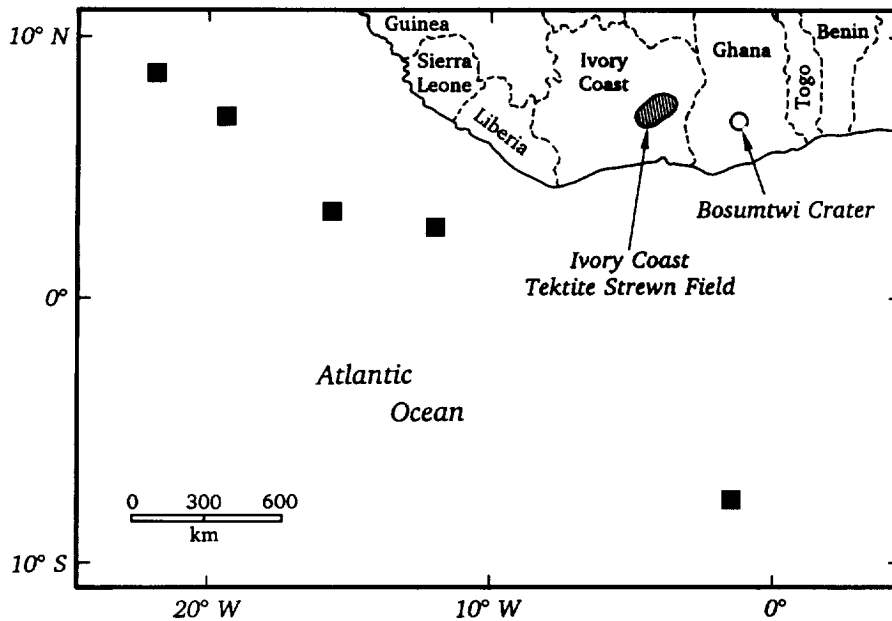 10° N
Guinea
Sierra
Leone
Liberia
Ivory
Coast
Ghana
Togo
Benin
Bosumtwi Crater
Ivory Coast
Tektite Strewn Field
0°
Atlantic
Ocean
0 300 600
km
10° S
20° W 10° W 0°